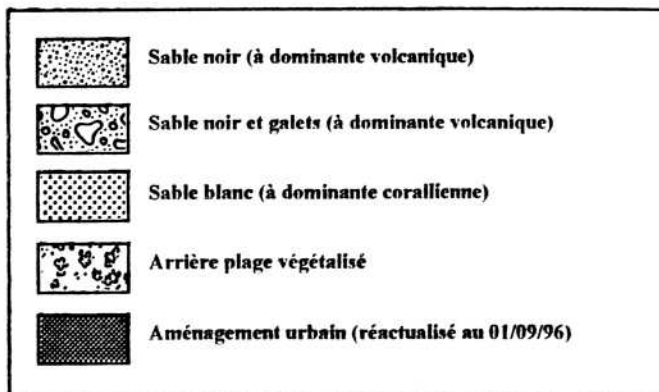 Sable noir (à dominante volcanique)
Sable noir et galets (à dominante volcanique)
Sable blanc (à dominante corallienne)
Arrière plage végétalisé
Aménagement urbain (réactualisé au 01/09/96)